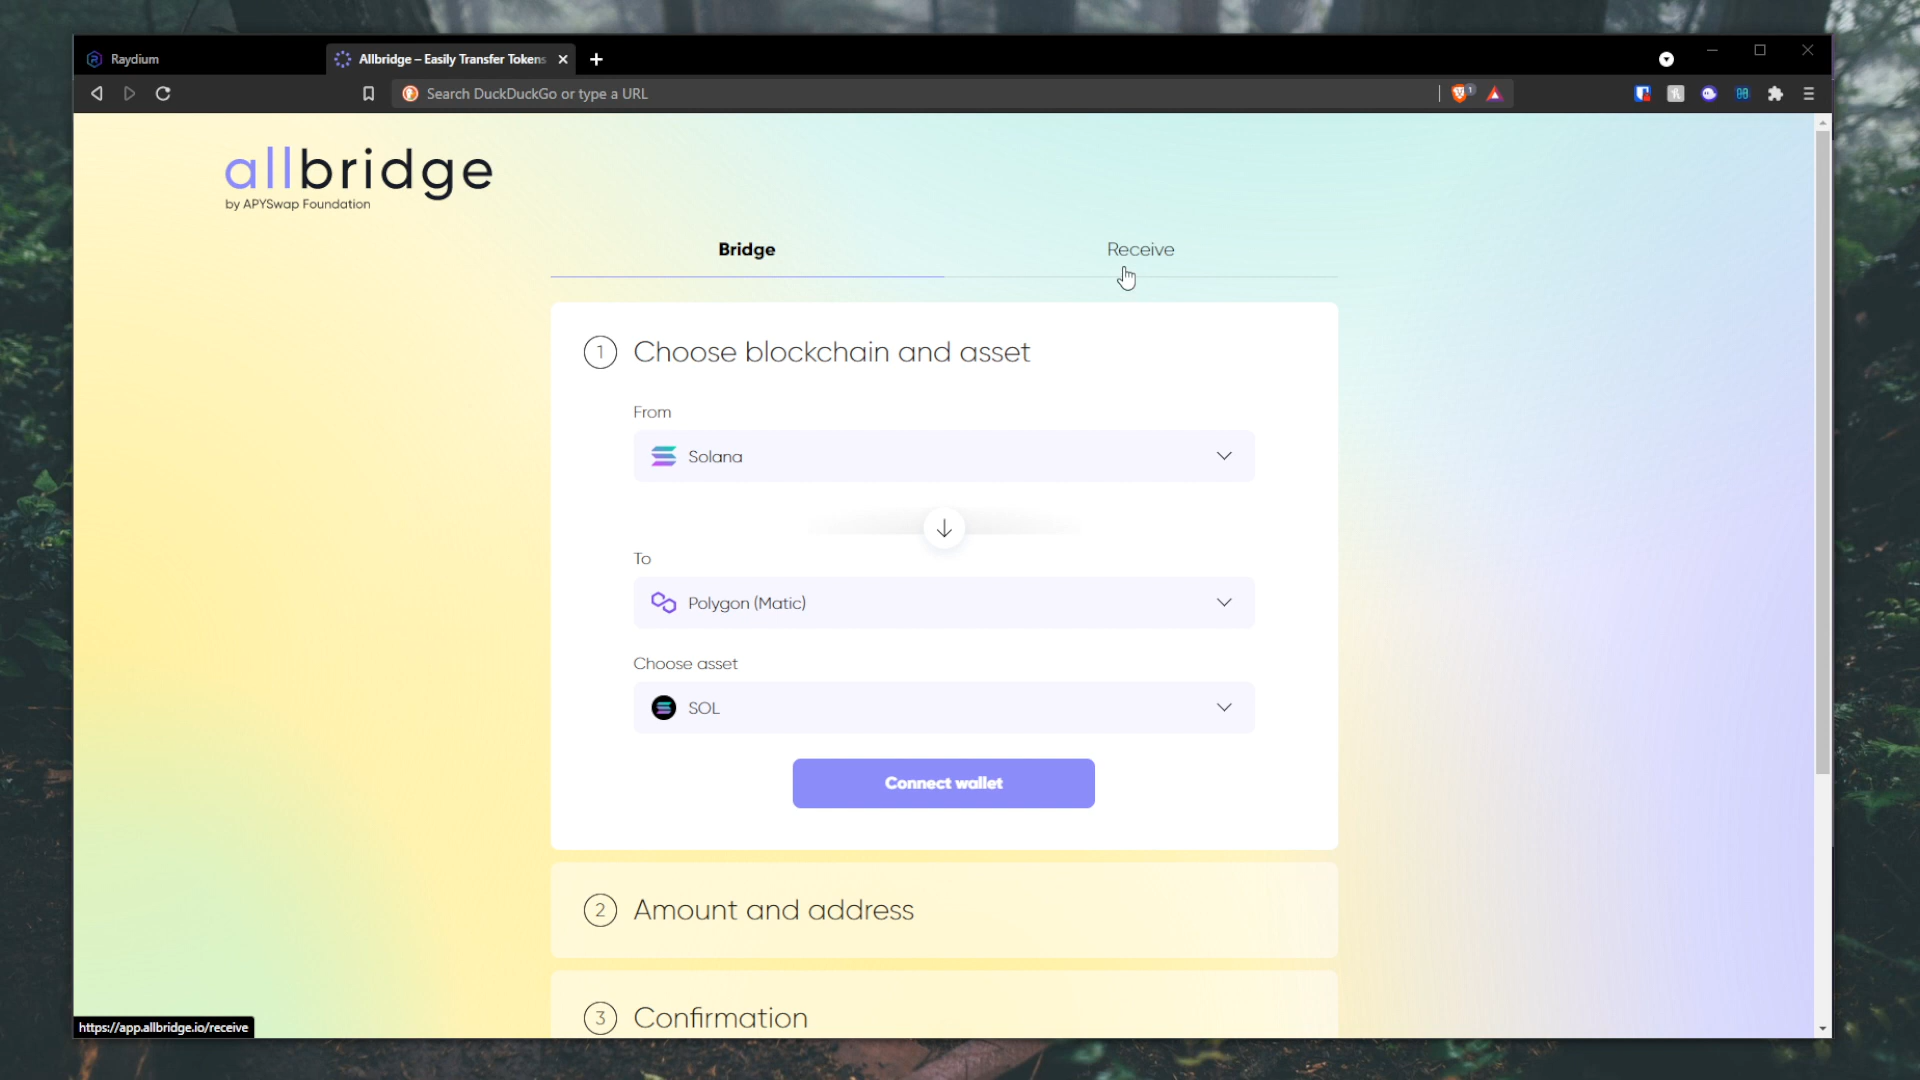 Raydium
Allbridge – Easily Transfer Tokens
Search DuckDuckGo or type a URL
1
allbridge
by APYSwap Foundation
Bridge
Receive
1 Choose blockchain and asset
From
Solana
To
Polygon (Matic)
Choose asset
SOL
Connect wallet
2 Amount and address
3 Confirmation
https://app.allbridge.io/receive